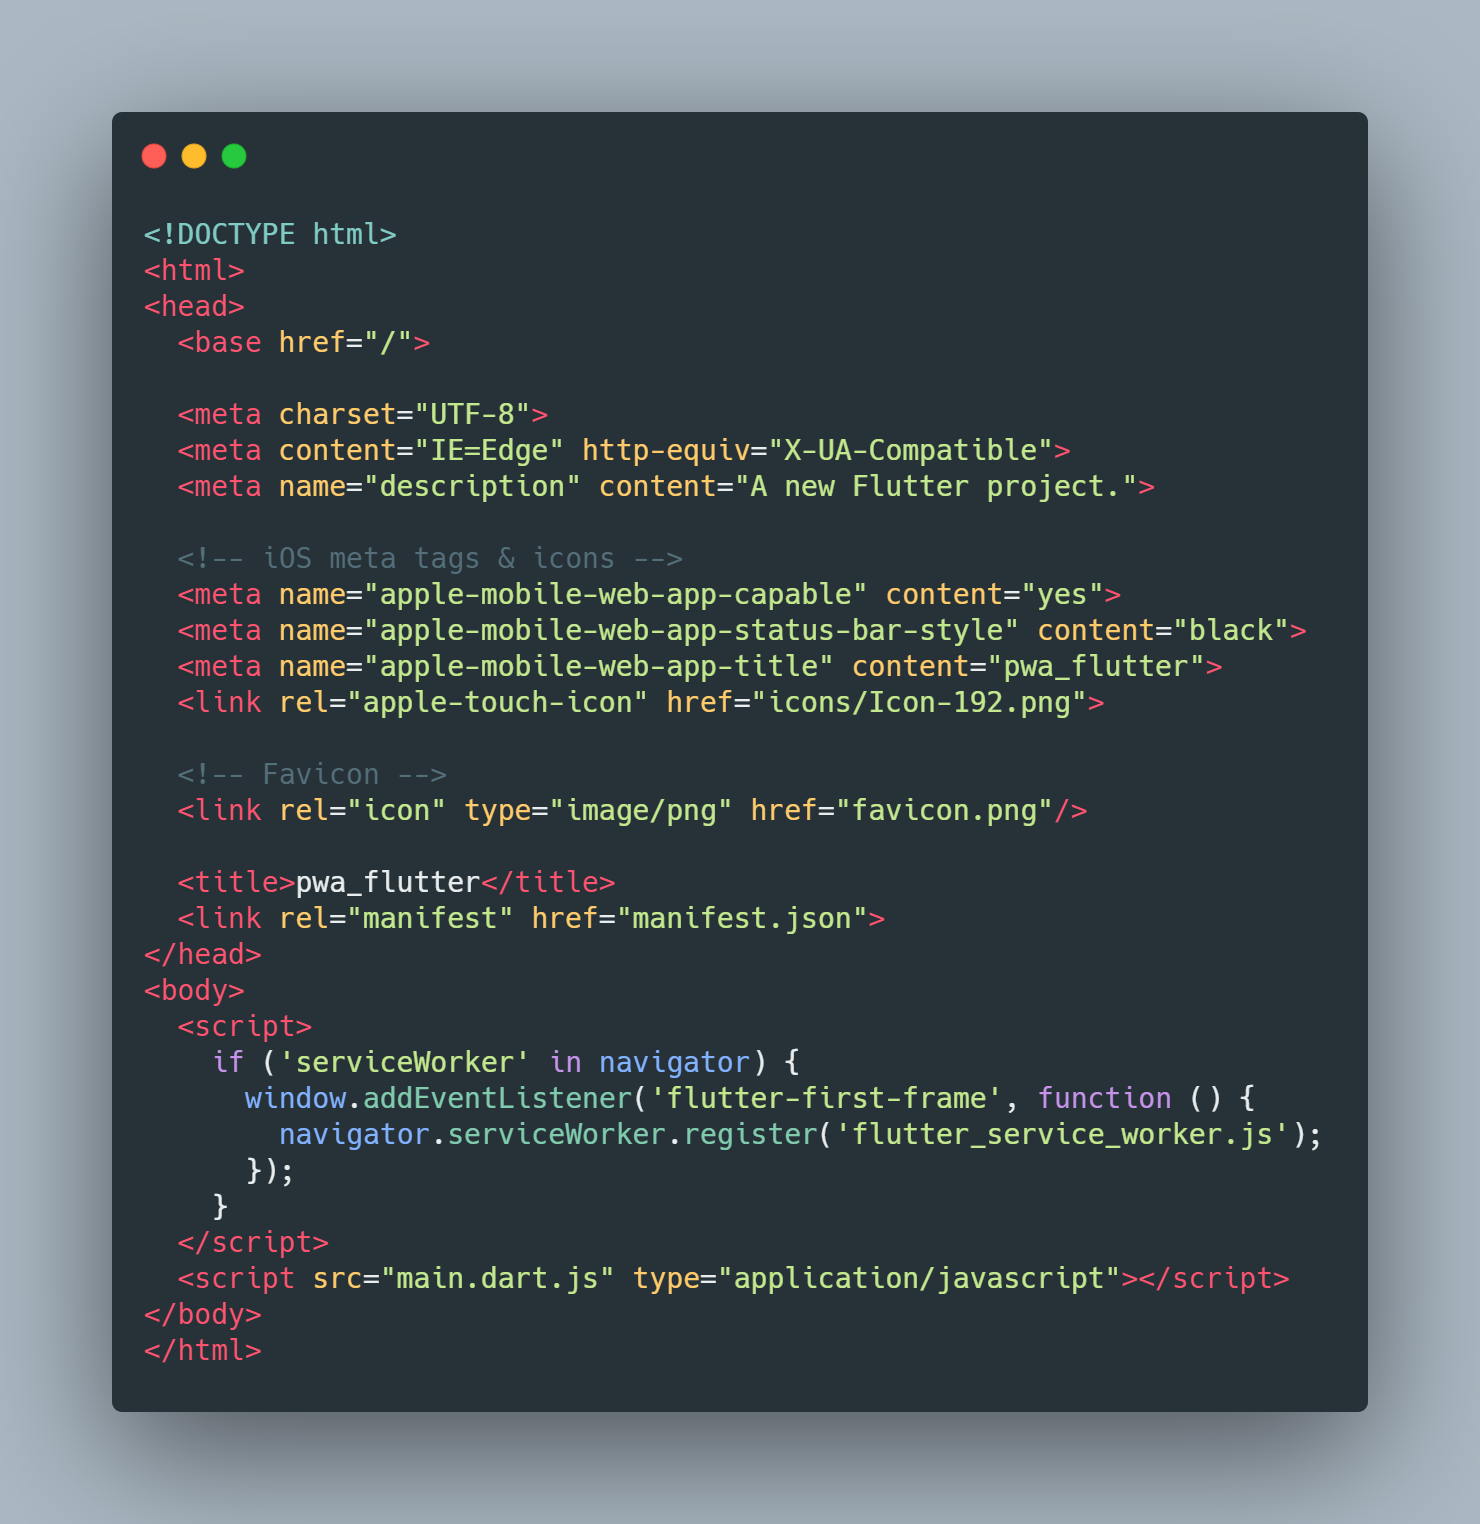 <!DOCTYPE html>
<html>
<head>
  <base href="/">

  <meta charset="UTF-8">
  <meta content="IE=Edge" http-equiv="X-UA-Compatible">
  <meta name="description" content="A new Flutter project.">

  <!-- iOS meta tags & icons -->
  <meta name="apple-mobile-web-app-capable" content="yes">
  <meta name="apple-mobile-web-app-status-bar-style" content="black">
  <meta name="apple-mobile-web-app-title" content="pwa_flutter">
  <link rel="apple-touch-icon" href="icons/Icon-192.png">

  <!-- Favicon -->
  <link rel="icon" type="image/png" href="favicon.png"/>

  <title>pwa_flutter</title>
  <link rel="manifest" href="manifest.json">
</head>
<body>
  <script>
    if ('serviceWorker' in navigator) {
      window.addEventListener('flutter-first-frame', function () {
        navigator.serviceWorker.register('flutter_service_worker.js');
      });
    }
  </script>
  <script src="main.dart.js" type="application/javascript"></script>
</body>
</html>